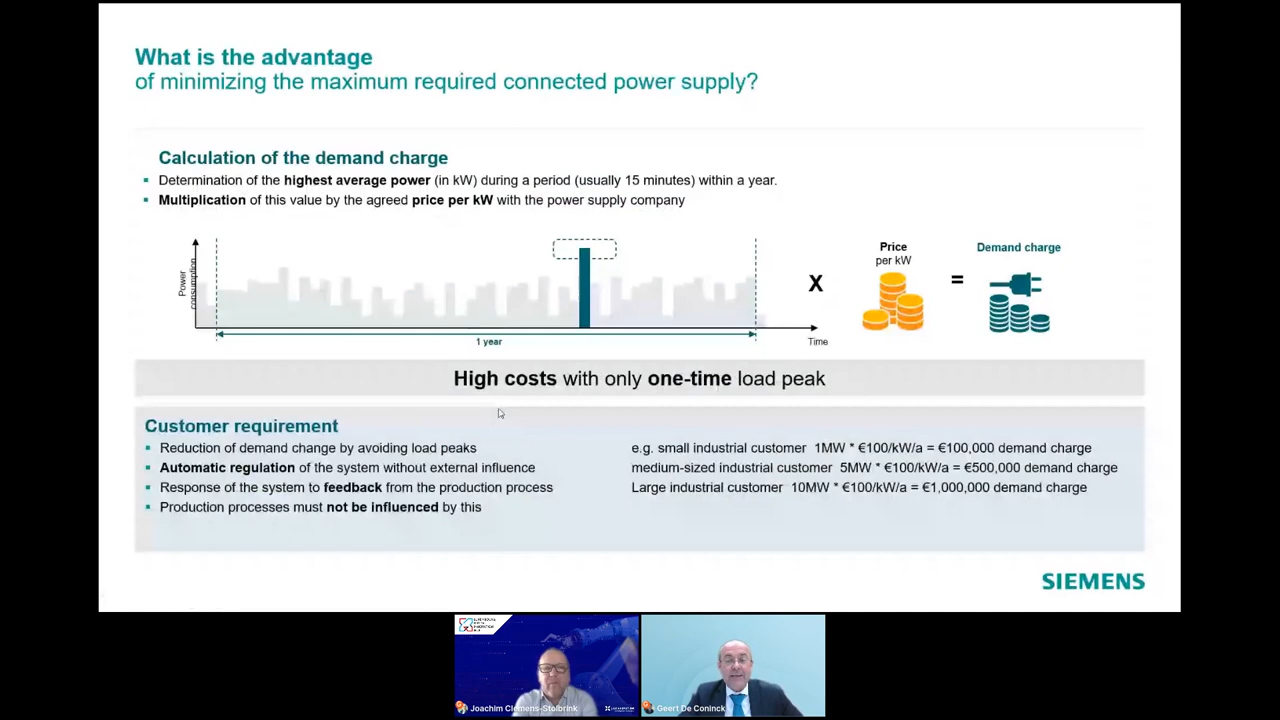 What is the advantage
of minimizing the maximum required connected power supply?
Calculation of the demand charge
Determination of the highest average power (in kW) during a period (usually 15 minutes) within a year.
Multiplication of this value by the agreed price per kW with the power supply company
Power
consumption
1 year
Time
X
Price
per kW
=
Demand charge
High costs with only one-time load peak
Customer requirement
Reduction of demand change by avoiding load peaks
Automatic regulation of the system without external influence
Response of the system to feedback from the production process
Production processes must not be influenced by this
e.g. small industrial customer 1MW * €100/kW/a = €100,000 demand charge
medium-sized industrial customer 5MW * €100/kW/a = €500,000 demand charge
Large industrial customer 10MW * €100/kW/a = €1,000,000 demand charge
SIEMENS
Joachim Clemens-Stolbrink
Geert De Coninck